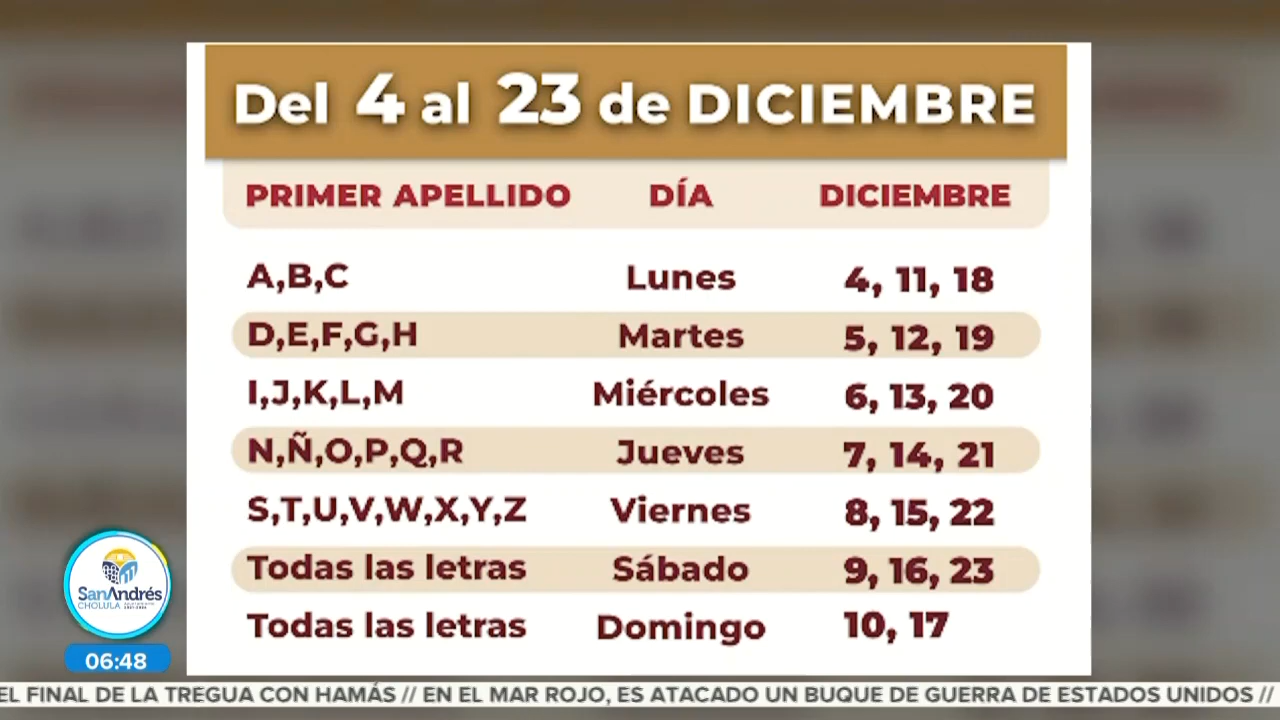 Del 4 al 23 de DICIEMBRE
PRIMER APELLIDO DÍA DICIEMBRE
A,B,C Lunes 4, 11, 18
D,E,F,G,H Martes 5, 12, 19
I,J,K,L,M Miércoles 6, 13, 20
N,Ñ,O,P,Q,R Jueves 7, 14, 21
S,T,U,V,W,X,Y,Z Viernes 8, 15, 22
Todas las letras Sábado 9, 16, 23
Todas las letras Domingo 10, 17
SanAndrés
CHOLULA
06:48
EL FINAL DE LA TREGUA CON HAMÁS // EN EL MAR ROJO, ES ATACADO UN BUQUE DE GUERRA DE ESTADOS UNIDOS //